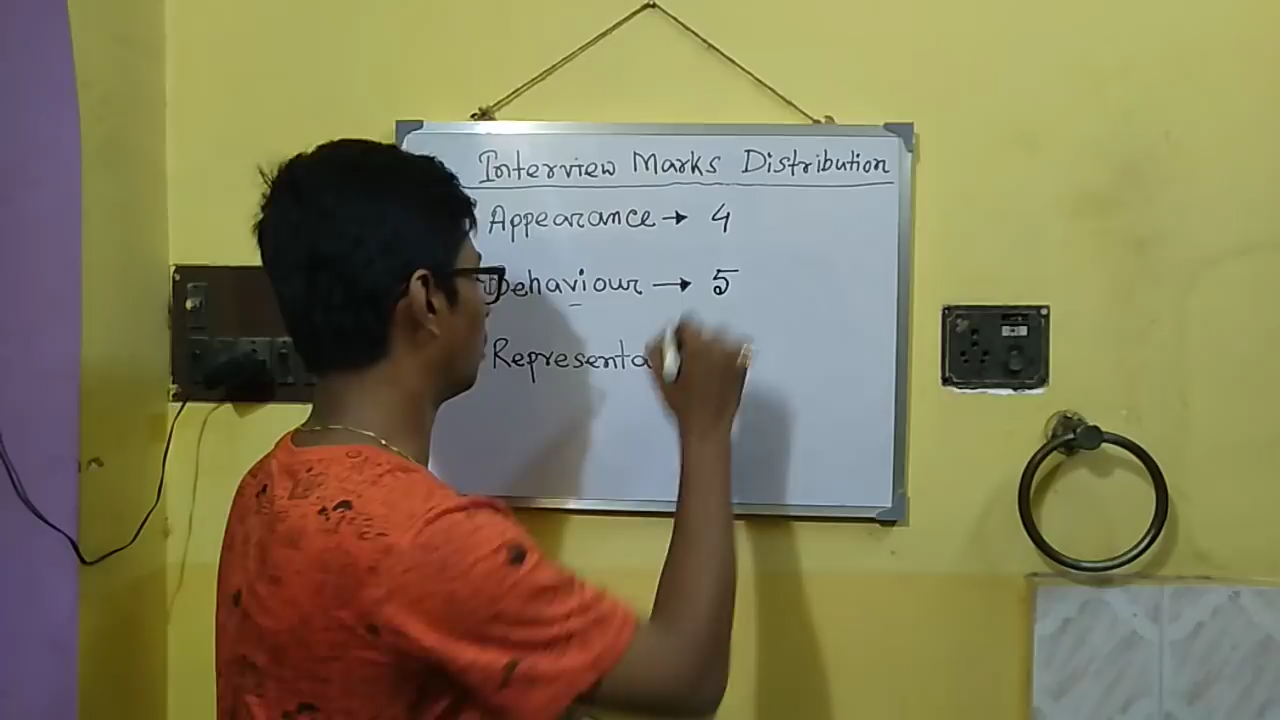 Interview Marks Distribution
Appearance → 4
Behaviour → 5
Representa